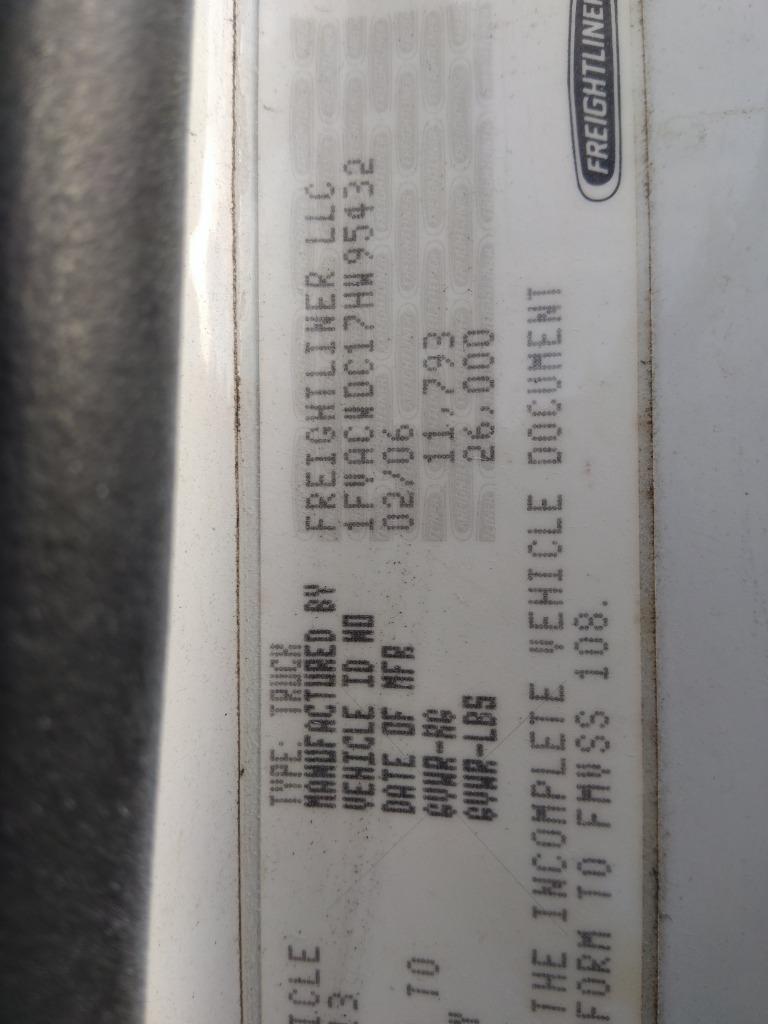 FREIGHTLINER
TYPE: TRUCK
MANUFACTURED BY FREIGHTLINER LLC
VEHICLE ID NO 1FVACWDC17HW95432
DATE OF MFR 02/06
GVWR-KG 11,793
GVWR-LBS 26,000
THE INCOMPLETE VEHICLE DOCUMENT
FORM TO FMVSS 108.
TO